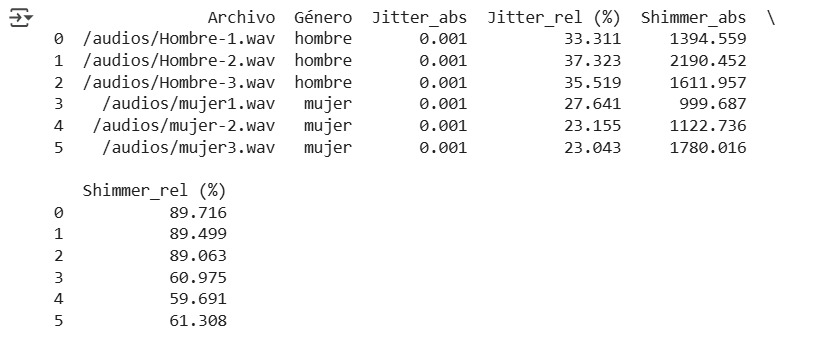 Archivo Género Jitter_abs Jitter_rel (%) Shimmer_abs \
0 /audios/Hombre-1.wav hombre 0.001 33.311 1394.559
1 /audios/Hombre-2.wav hombre 0.001 37.323 2190.452
2 /audios/Hombre-3.wav hombre 0.001 35.519 1611.957
3 /audios/mujer1.wav mujer 0.001 27.641 999.687
4 /audios/mujer-2.wav mujer 0.001 23.155 1122.736
5 /audios/mujer3.wav mujer 0.001 23.043 1780.016
Shimmer_rel (%)
0 89.716
1 89.499
2 89.063
3 60.975
4 59.691
5 61.308